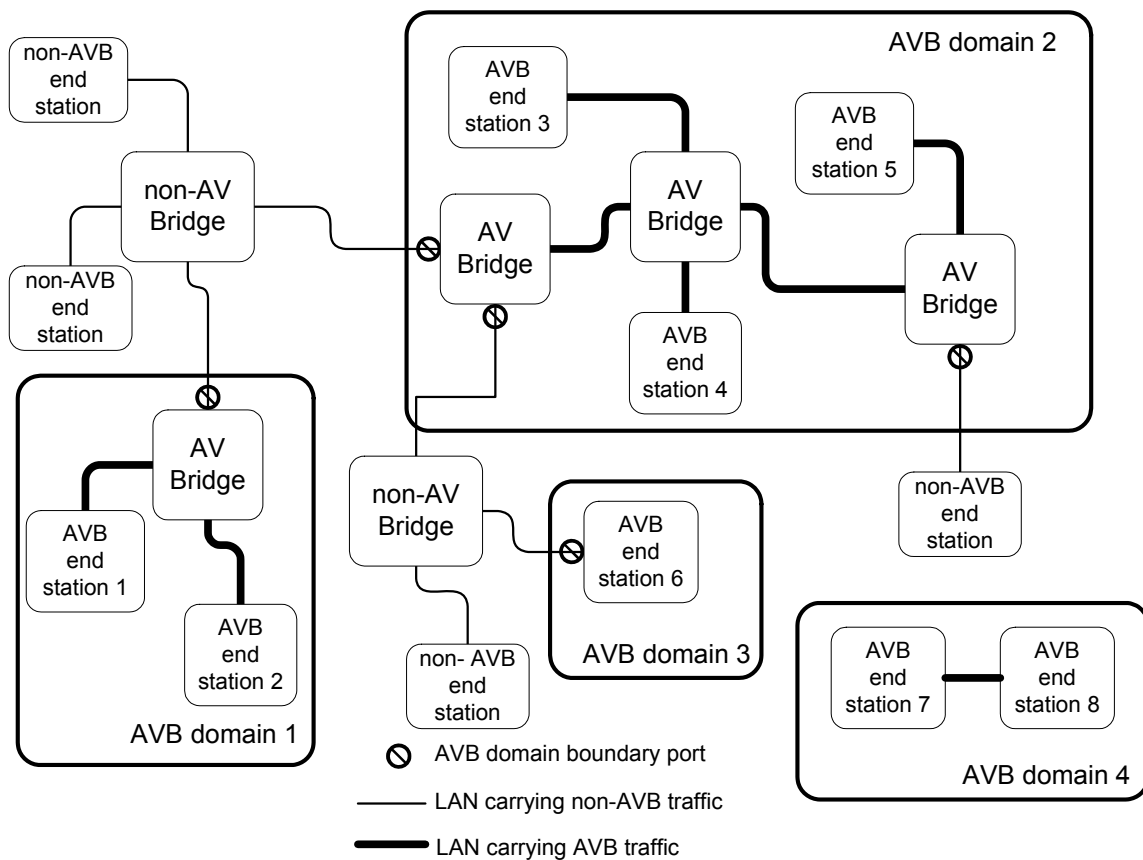 non-AVB
end
station
non-AV
Bridge
non-AVB
end
station
AVB domain 2
AVB
end
station 3
AV
Bridge
AV
Bridge
AVB
end
station 5
AV
Bridge
AVB
end
station 4
AV
Bridge
AVB
end
station 1
AVB
end
station 2
AVB domain 1
non-AV
Bridge
AVB
end
station 6
AVB domain 3
non- AVB
end
station
non-AVB
end
station
AVB
end
station 7
AVB
end
station 8
AVB domain 4
AVB domain boundary port
LAN carrying non-AVB traffic
LAN carrying AVB traffic